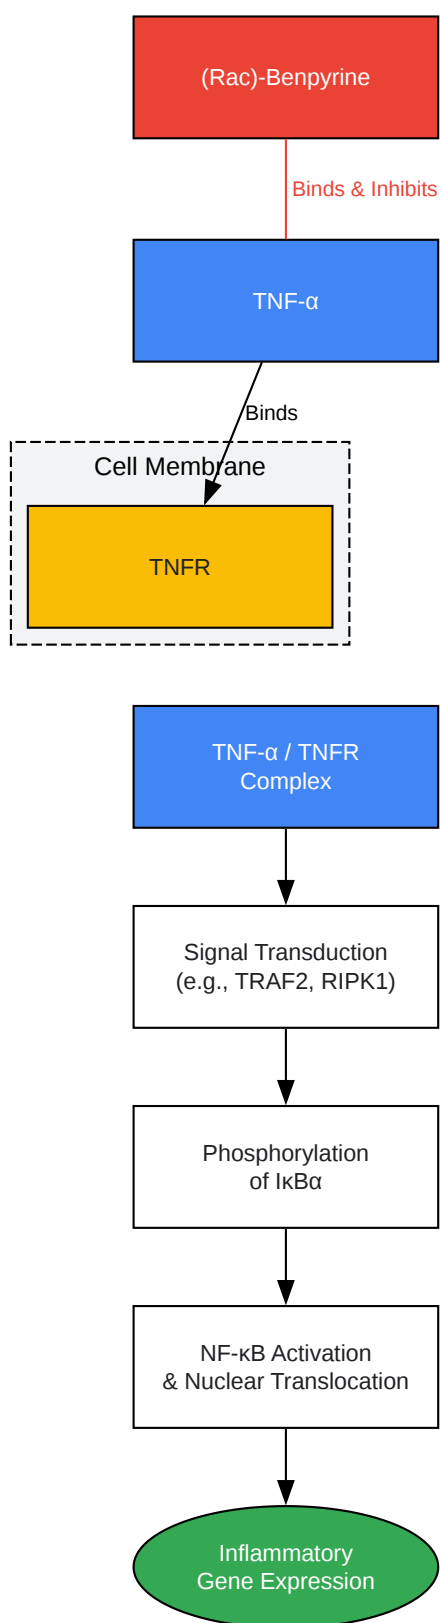 (Rac)-Benpyrine
Binds & Inhibits
TNF-α
Binds
Cell Membrane
TNFR
TNF-α / TNFR
Complex
Signal Transduction
(e.g., TRAF2, RIPK1)
Phosphorylation
of IκBα
NF-κB Activation
& Nuclear Translocation
Inflammatory
Gene Expression